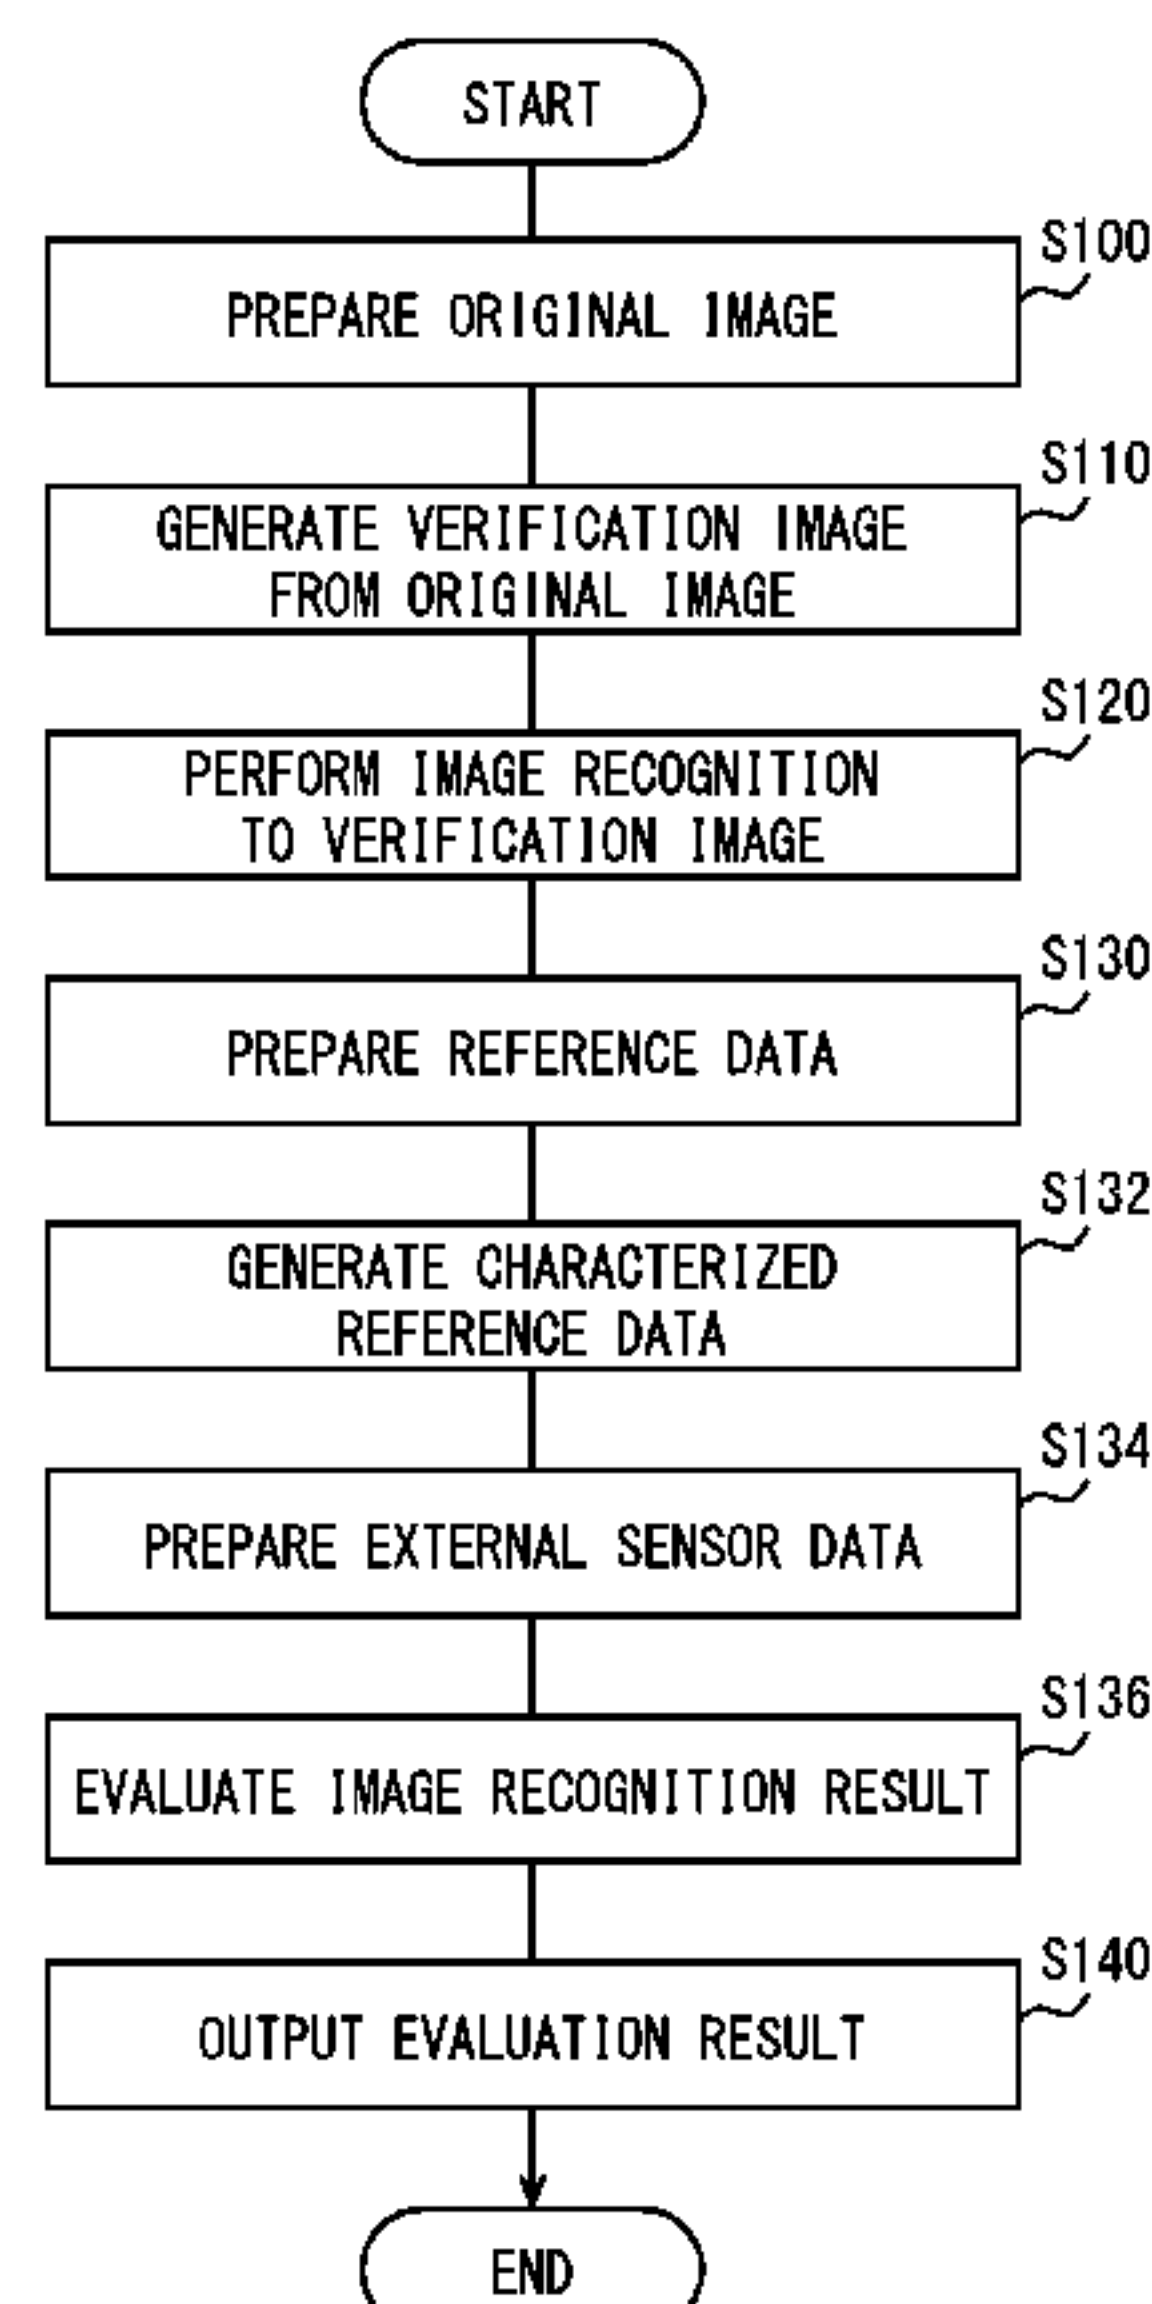 START
S100
PREPARE ORIGINAL IMAGE
S110
GENERATE VERIFICATION IMAGE
FROM ORIGINAL IMAGE
S120
PERFORM IMAGE RECOGNITION
TO VERIFICATION IMAGE
S130
PREPARE REFERENCE DATA
S132
GENERATE CHARACTERIZED
REFERENCE DATA
S134
PREPARE EXTERNAL SENSOR DATA
S136
EVALUATE IMAGE RECOGNITION RESULT
S140
OUTPUT EVALUATION RESULT
END